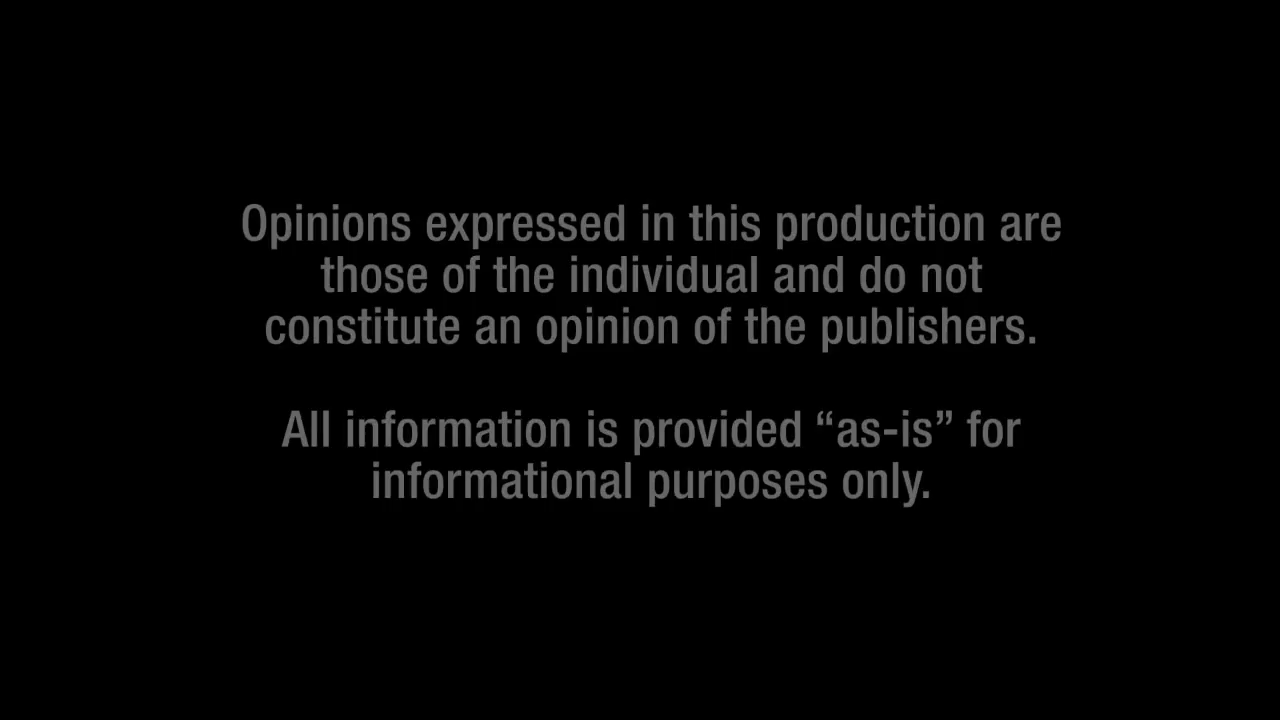 Opinions expressed in this production are
those of the individual and do not
constitute an opinion of the publishers.
All information is provided “as-is” for
informational purposes only.